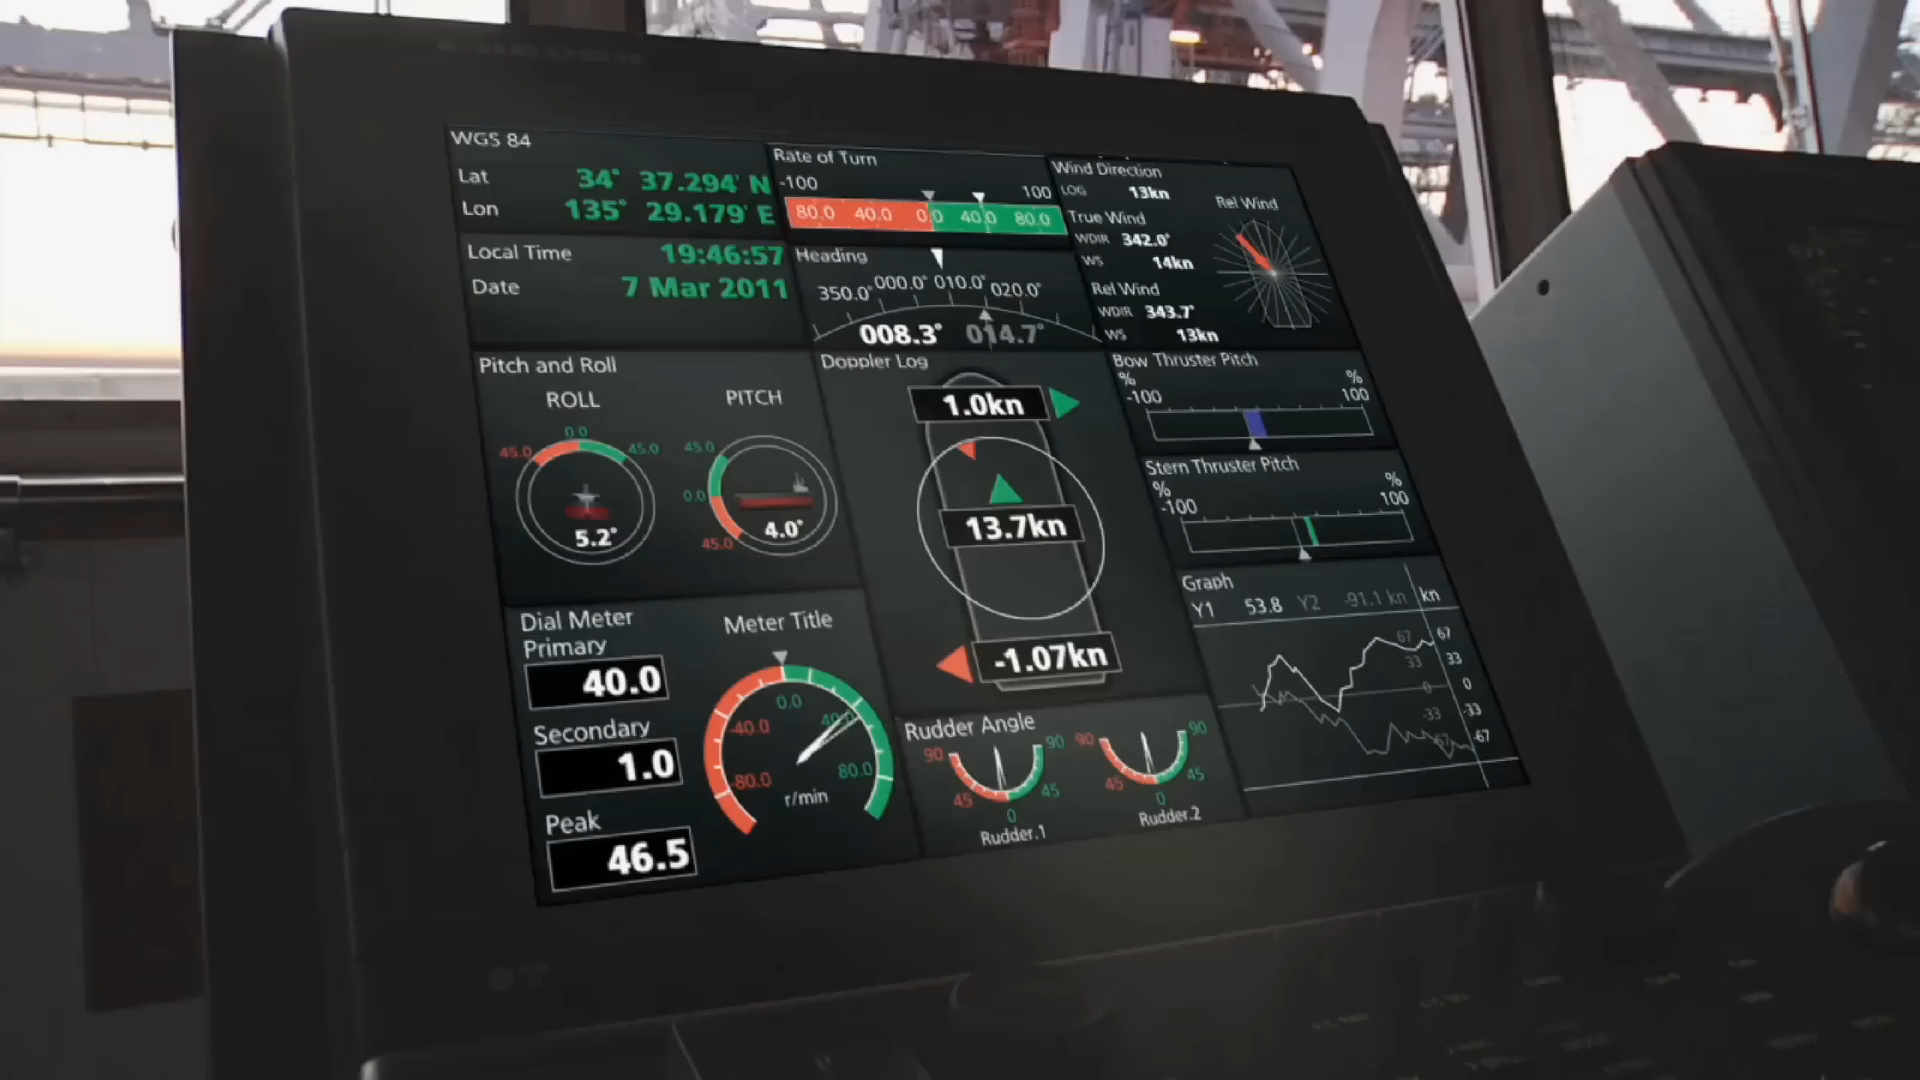 WGS 84
Lat 34° 37.294' N
Lon 135° 29.179' E
Local Time 19:46:57
Date 7 Mar 2011
Rate of Turn
-100 100
80.0 40.0 0.0 40.0 80.0
Heading
350.0° 000.0° 010.0° 020.0°
008.3° 014.7°
Wind Direction
LOG 13kn
True Wind
WDIR 342.0°
WS 14kn
Rel Wind
WDIR 343.7°
WS 13kn
Rel Wind
Pitch and Roll
ROLL PITCH
0.0
45.0 45.0
5.2°
45.0
0.0
45.0
4.0°
Doppler Log
1.0kn
13.7kn
-1.07kn
Bow Thruster Pitch
% %
-100 100
Stern Thruster Pitch
% %
-100 100
Dial Meter
Primary
40.0
Secondary
1.0
Peak
46.5
Meter Title
0.0
-40.0 40.0
-80.0 80.0
r/min
Rudder Angle
90 90 90 90
45 45 45 45
0 0
Rudder.1 Rudder.2
Graph
Y1 53.8 Y2 -91.1 kn kn
67 67
33 33
0 0
-33 -33
-67 -67